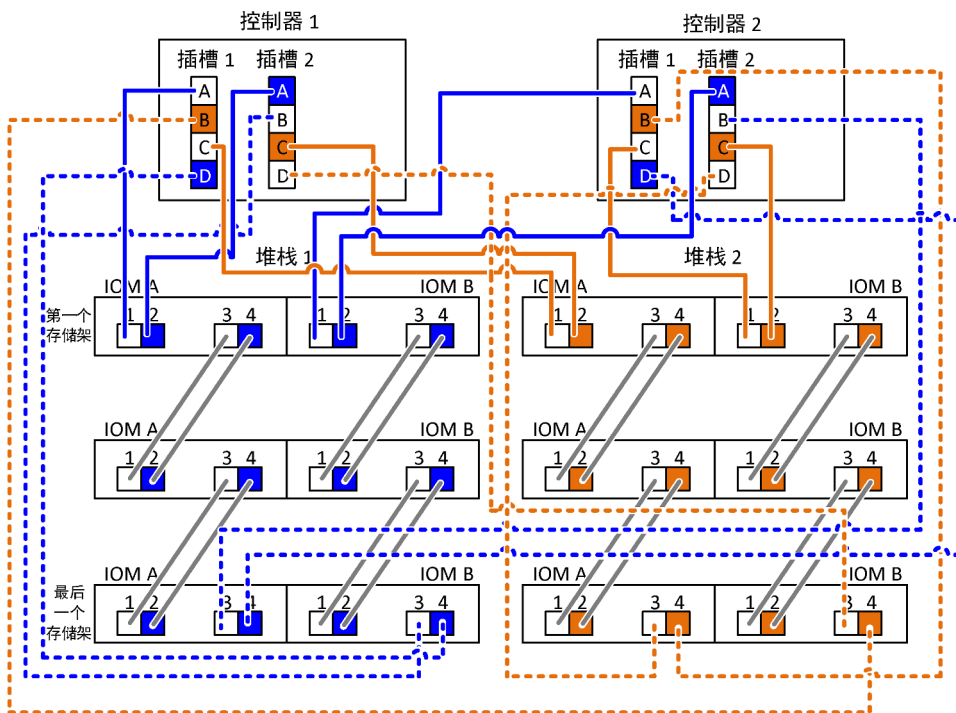 控制器 1 控制器 2
插槽 1 插槽 2 插槽 1 插槽 2
A A A A
B B B B
C C C C
D D D D
堆栈 1 堆栈 2
IOM A IOM B IOM A IOM B
第一个
存储架
1 2 3 4 1 2 3 4 1 2 3 4 1 2 3 4
IOM A IOM B IOM A IOM B
1 2 3 4 1 2 3 4 1 2 3 4 1 2 3 4
IOM A IOM B IOM A IOM B
最后
一个
存储架
1 2 3 4 1 2 3 4 1 2 3 4 1 2 3 4